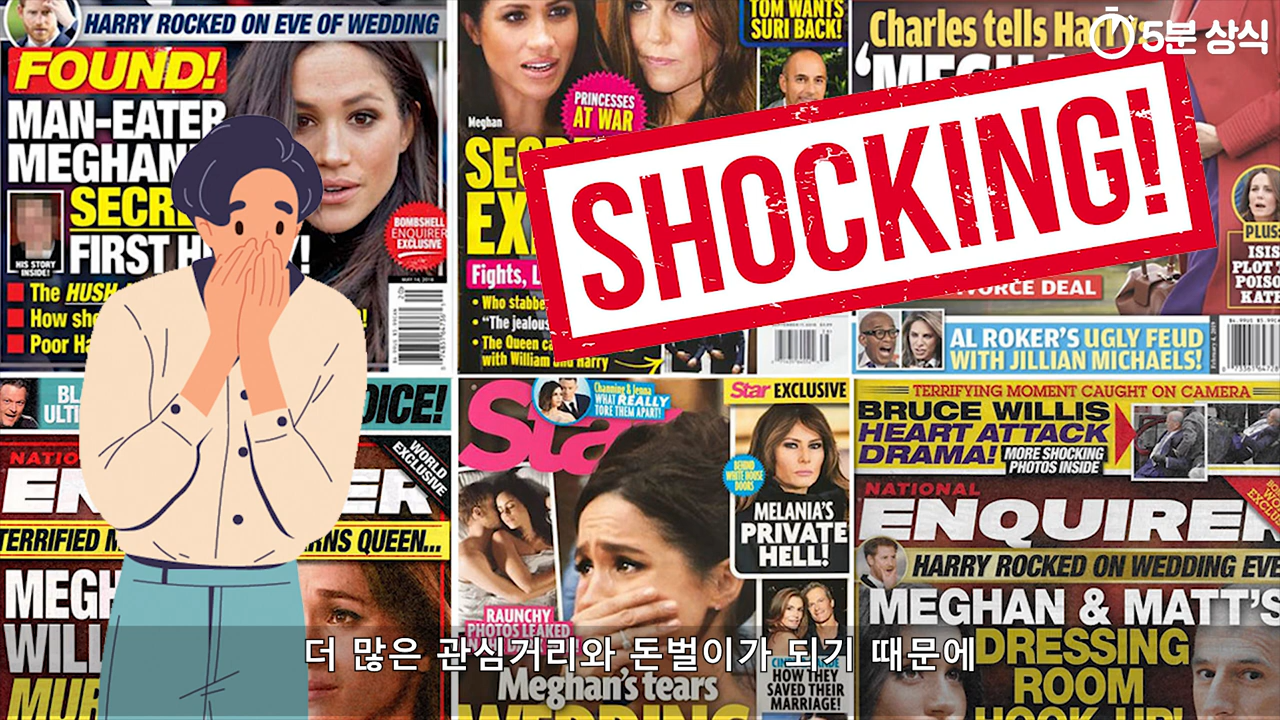 HARRY ROCKED ON EVE OF WEDDING
FOUND!
MAN-EATER
MEGHAN
FIRST
HIS STORY
INSIDE!
BOMBSHELL
ENQUIRER
EXCLUSIVE
The HUSH
How she
Poor
TOM WANTS
SURI BACK!
PRINCESSES
AT WAR
Meghan
Fights,
Who stabbe
"The jealous
The Queen
with William and Harry
Charles tells Harry
5분 상식
SHOCKING!
PLUS:
ISIS
PLOT
POISO
KATE
DEAL
AL ROKER'S UGLY FEUD
WITH JILLIAN MICHAELS!
WORLD
EXCLUSIVE
TERRIFIED
QUEEN...
Channing & Jenna
WHAT REALLY
TORE THEM APART!
Star EXCLUSIVE
Star
BEHIND
WHITE HOUSE
DOORS
MELANIA'S
PRIVATE
HELL!
RAUNCHY
PHOTOS LEAKED
Meghan's tears
HOW THEY
SAVED THEIR
MARRIAGE!
TERRIFYING MOMENT CAUGHT ON CAMERA
BRUCE WILLIS
HEART ATTACK
DRAMA!
MORE SHOCKING
PHOTOS INSIDE
NATIONAL
ENQUIRER
HARRY ROCKED ON WEDDING EVE
MEGHAN & MATT'S
DRESSING
ROOM
HOOK-UP!
더 많은 관심거리와 돈벌이가 되기 때문에